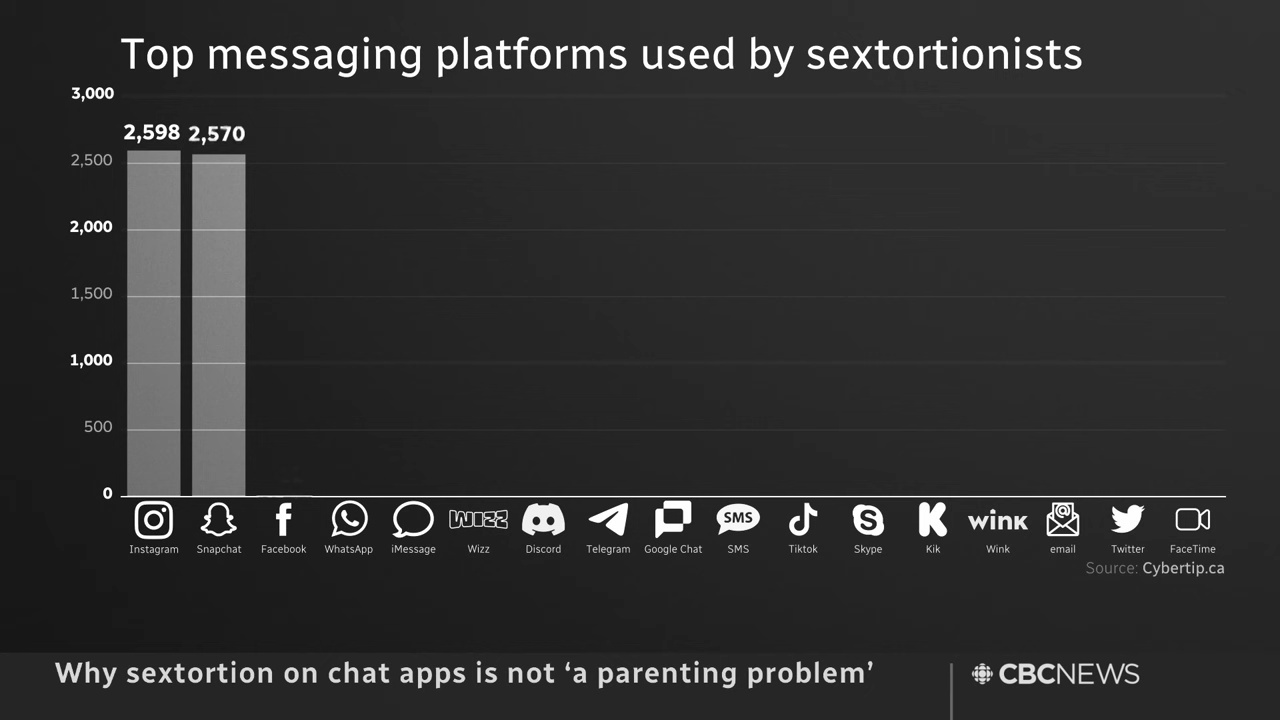 Top messaging platforms used by sextortionists
3,000
2,598 2,570
2,500
2,000
1,500
1,000
500
0
WIZZ SMS wink
Instagram Snapchat Facebook WhatsApp iMessage Wizz Discord Telegram Google Chat SMS Tiktok Skype Kik Wink email Twitter FaceTime
Source: Cybertip.ca
Why sextortion on chat apps is not ‘a parenting problem’
CBCNEWS